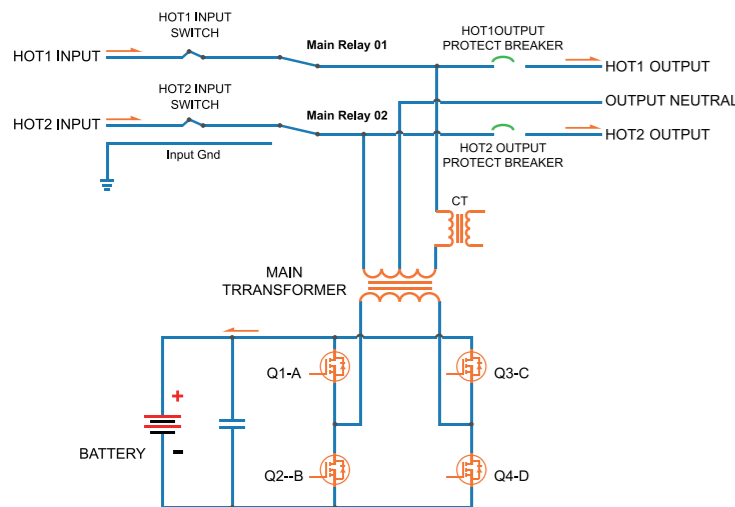 HOT1 INPUT
SWITCH
HOT1OUTPUT
PROTECT BREAKER
Main Relay 01
HOT1 INPUT
HOT1 OUTPUT
HOT2 INPUT
SWITCH
OUTPUT NEUTRAL
Main Relay 02
HOT2 INPUT
HOT2 OUTPUT
Input Gnd
HOT2 OUTPUT
PROTECT BREAKER
CT
MAIN
TRRANSFORMER
Q1-A
Q3-C
+
BATTERY
-
Q2--B
Q4-D